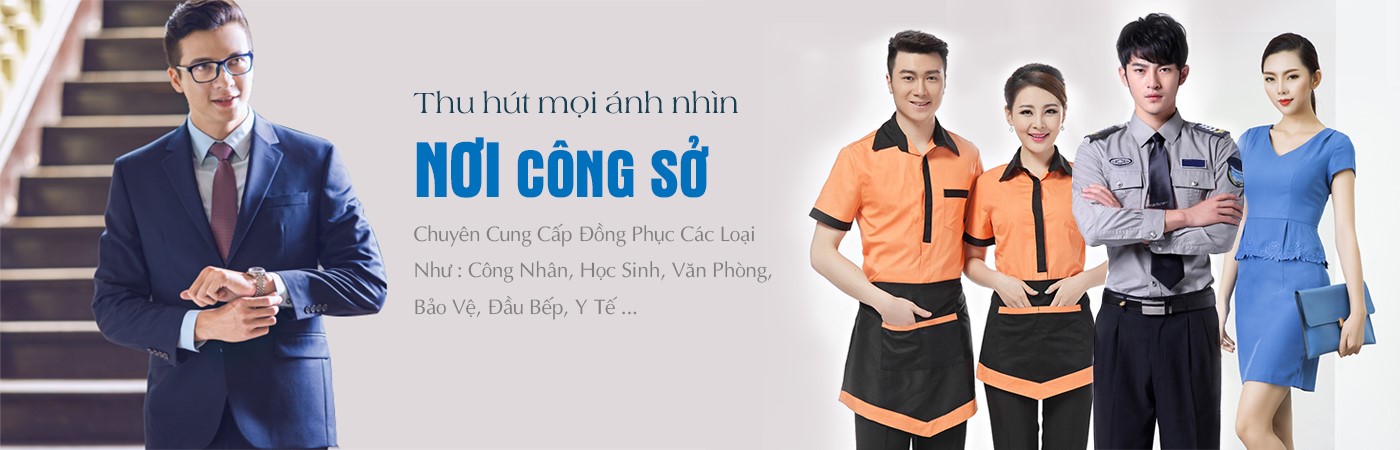 Thu hút mọi ánh nhìn
NƠI CÔNG SỞ
Chuyên Cung Cấp Đồng Phục Các Loại
Như : Công Nhân, Học Sinh, Văn Phòng,
Bảo Vệ, Đầu Bếp, Y Tế ...